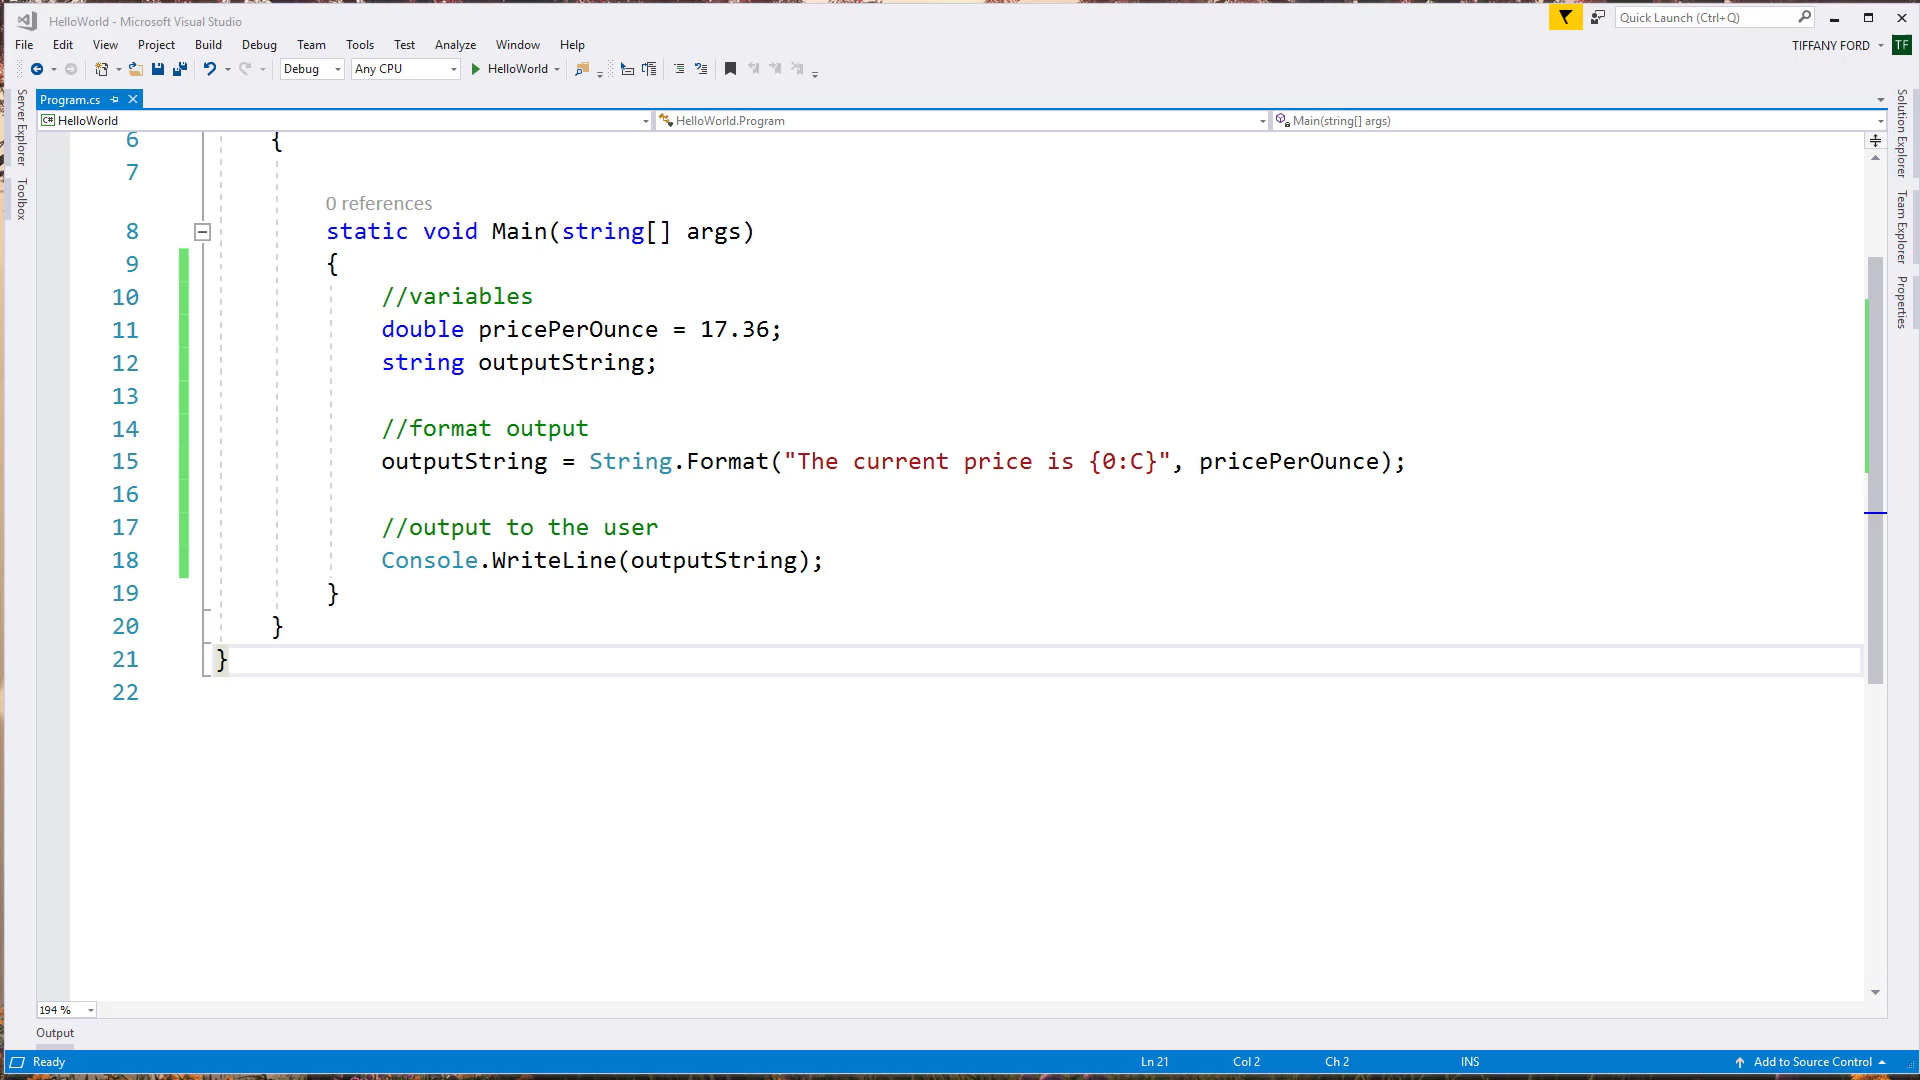 HelloWorld - Microsoft Visual Studio
Quick Launch (Ctrl+Q)
File Edit View Project Build Debug Team Tools Test Analyze Window Help
TIFFANY FORD TF
Debug Any CPU HelloWorld
Program.cs
C# HelloWorld HelloWorld.Program Main(string[] args)
Server Explorer
Toolbox
Solution Explorer
Team Explorer
Properties
6 {
7
0 references
8 static void Main(string[] args)
9 {
10 //variables
11 double pricePerOunce = 17.36;
12 string outputString;
13
14 //format output
15 outputString = String.Format("The current price is {0:C}", pricePerOunce);
16
17 //output to the user
18 Console.WriteLine(outputString);
19 }
20 }
21 }
22
194 %
Output
Ready Ln 21 Col 2 Ch 2 INS Add to Source Control